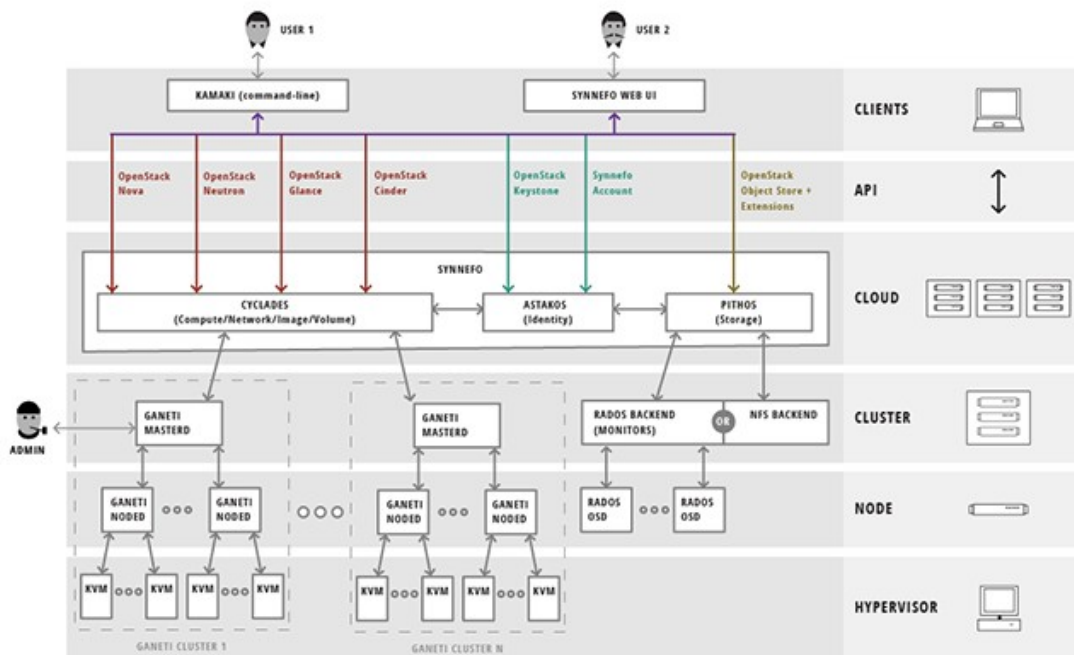 USER 1
USER 2
KAMAKI (command-line)
SYNNEFO WEB UI
CLIENTS
OpenStack
Nova
OpenStack
Neutron
OpenStack
Glance
OpenStack
Cinder
OpenStack
Keystone
Synnefo
Account
OpenStack
Object Store +
Extensions
API
SYNNEFO
CYCLADES
(Compute/Network/Image/Volume)
ASTAKOS
(Identity)
PITHOS
(Storage)
CLOUD
ADMIN
GANETI
MASTERD
GANETI
MASTERD
RADOS BACKEND
(MONITORS)
OR
NFS BACKEND
CLUSTER
GANETI
NODED
GANETI
NODED
GANETI
NODED
GANETI
NODED
RADOS
OSD
RADOS
OSD
NODE
KVM
KVM
KVM
KVM
KVM
KVM
KVM
KVM
HYPERVISOR
GANETI CLUSTER 1
GANETI CLUSTER N